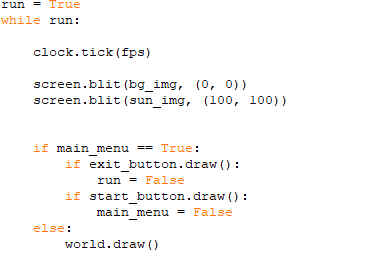 run = True
while run:

    clock.tick(fps)

    screen.blit(bg_img, (0, 0))
    screen.blit(sun_img, (100, 100))


    if main_menu == True:
        if exit_button.draw():
            run = False
        if start_button.draw():
            main_menu = False
    else:
        world.draw()